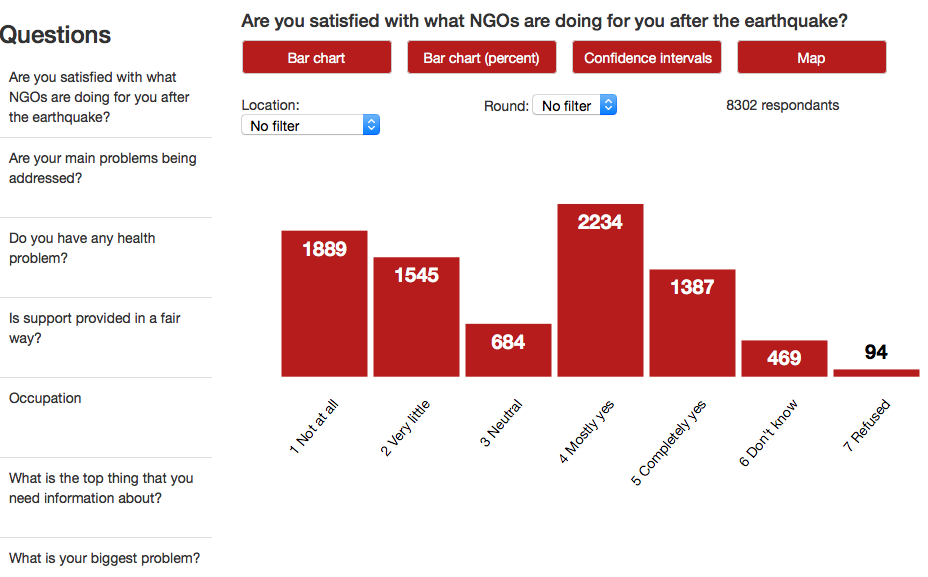 Questions
Are you satisfied with what
NGOs are doing for you after
the earthquake?
Are your main problems being
addressed?
Do you have any health
problem?
Is support provided in a fair
way?
Occupation
What is the top thing that you
need information about?
What is your biggest problem?
Are you satisfied with what NGOs are doing for you after the earthquake?
Bar chart
Bar chart (percent)
Confidence intervals
Map
Location:
No filter
Round: No filter
8302 respondants
1889
1545
684
2234
1387
469
94
1 Not at all
2 Very little
3 Neutral
4 Mostly yes
5 Completely yes
6 Don't know
7 Refused